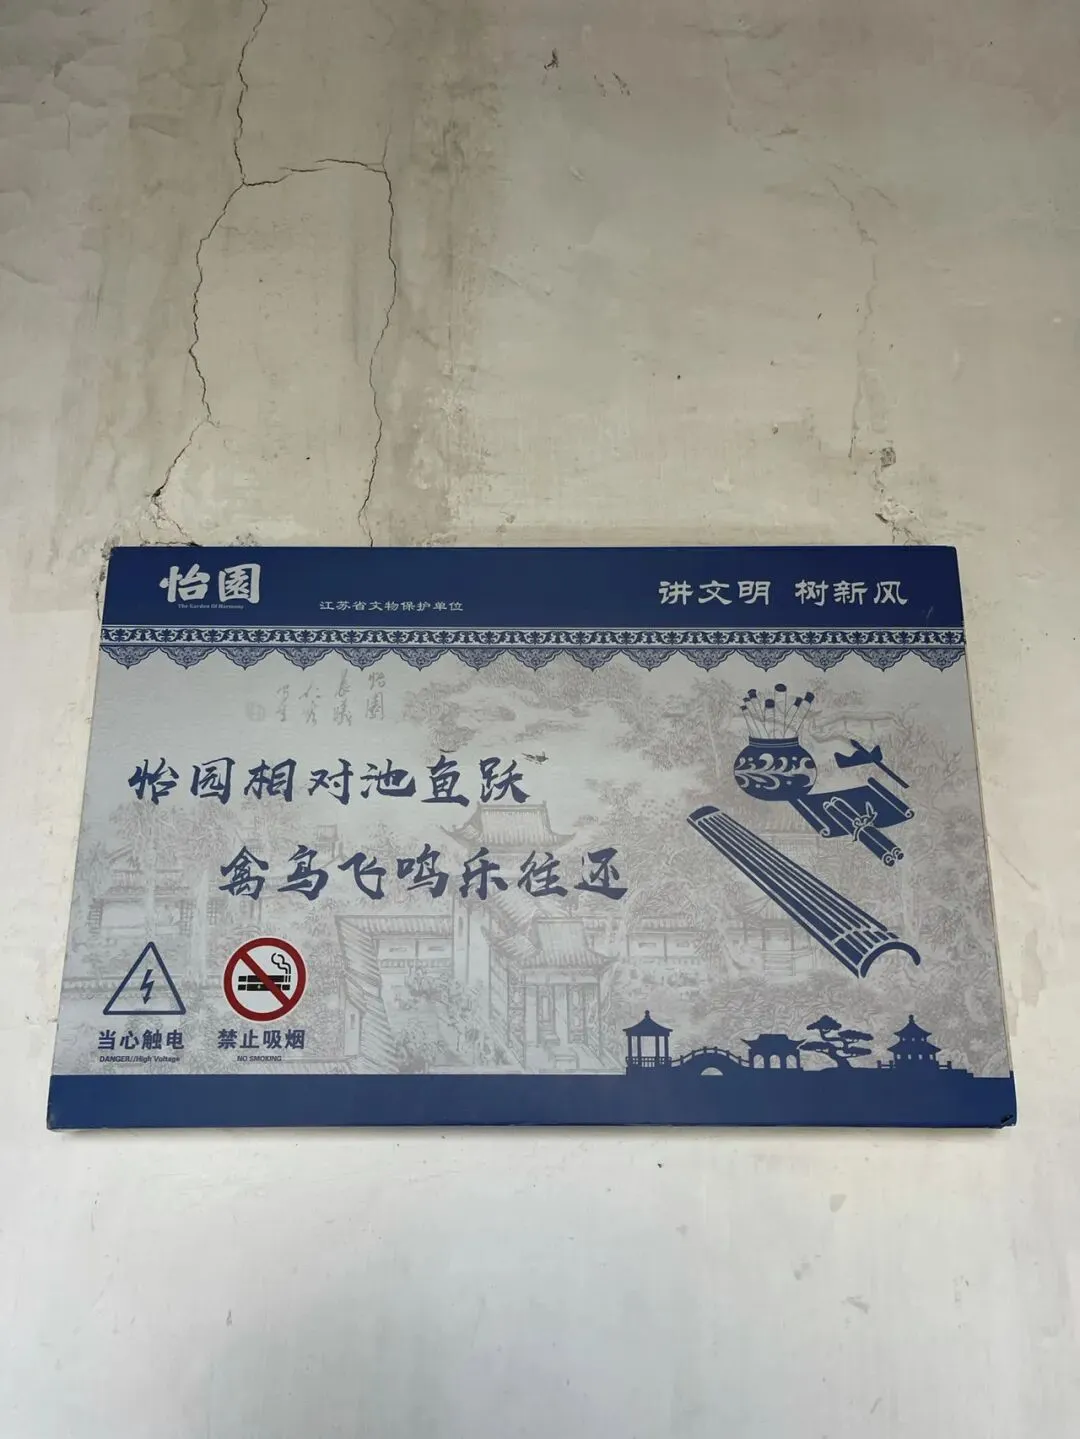 怡園
The Garden Of Harmony
江苏省文物保护单位
讲文明 树新风
怡园相对池鱼跃
禽鸟飞鸣乐往还
当心触电
DANGER//High Voltage
禁止吸烟
NO SMOKING